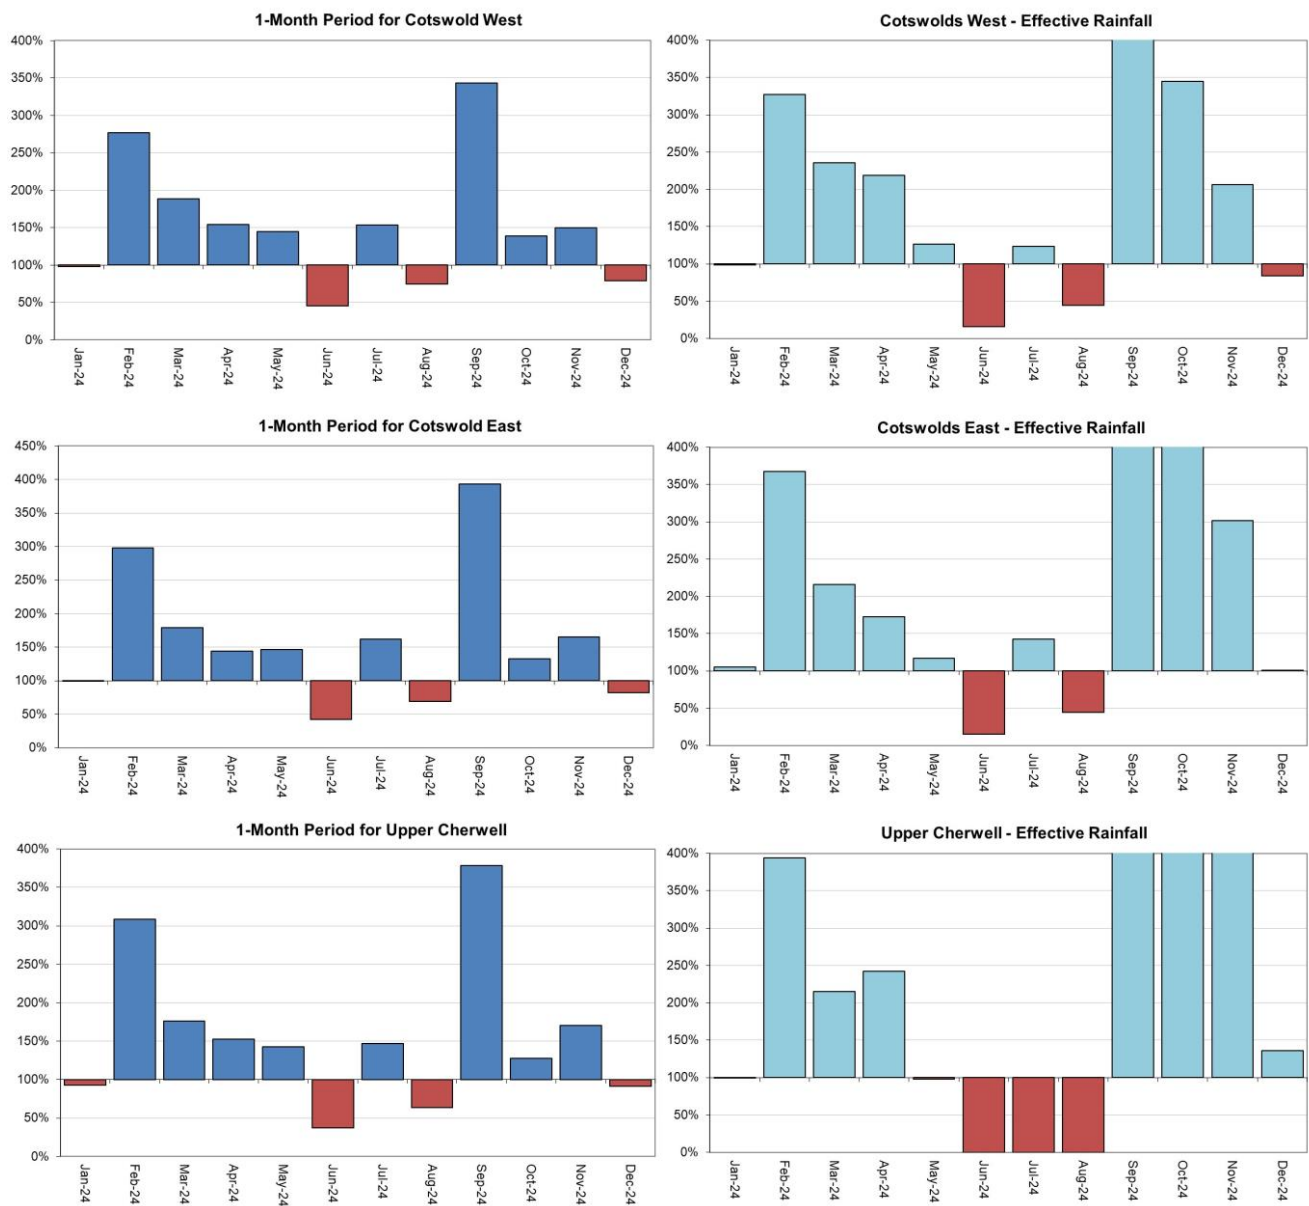 1-Month Period for Cotswold West
400%
350%
300%
250%
200%
150%
100%
50%
0%
Jan-24
Feb-24
Mar-24
Apr-24
May-24
Jun-24
Jul-24
Aug-24
Sep-24
Oct-24
Nov-24
Dec-24
Cotswolds West - Effective Rainfall
400%
350%
300%
250%
200%
150%
100%
50%
0%
Jan-24
Feb-24
Mar-24
Apr-24
May-24
Jun-24
Jul-24
Aug-24
Sep-24
Oct-24
Nov-24
Dec-24
1-Month Period for Cotswold East
450%
400%
350%
300%
250%
200%
150%
100%
50%
0%
Jan-24
Feb-24
Mar-24
Apr-24
May-24
Jun-24
Jul-24
Aug-24
Sep-24
Oct-24
Nov-24
Dec-24
Cotswolds East - Effective Rainfall
400%
350%
300%
250%
200%
150%
100%
50%
0%
Jan-24
Feb-24
Mar-24
Apr-24
May-24
Jun-24
Jul-24
Aug-24
Sep-24
Oct-24
Nov-24
Dec-24
1-Month Period for Upper Cherwell
400%
350%
300%
250%
200%
150%
100%
50%
0%
Jan-24
Feb-24
Mar-24
Apr-24
May-24
Jun-24
Jul-24
Aug-24
Sep-24
Oct-24
Nov-24
Dec-24
Upper Cherwell - Effective Rainfall
400%
350%
300%
250%
200%
150%
100%
50%
0%
Jan-24
Feb-24
Mar-24
Apr-24
May-24
Jun-24
Jul-24
Aug-24
Sep-24
Oct-24
Nov-24
Dec-24